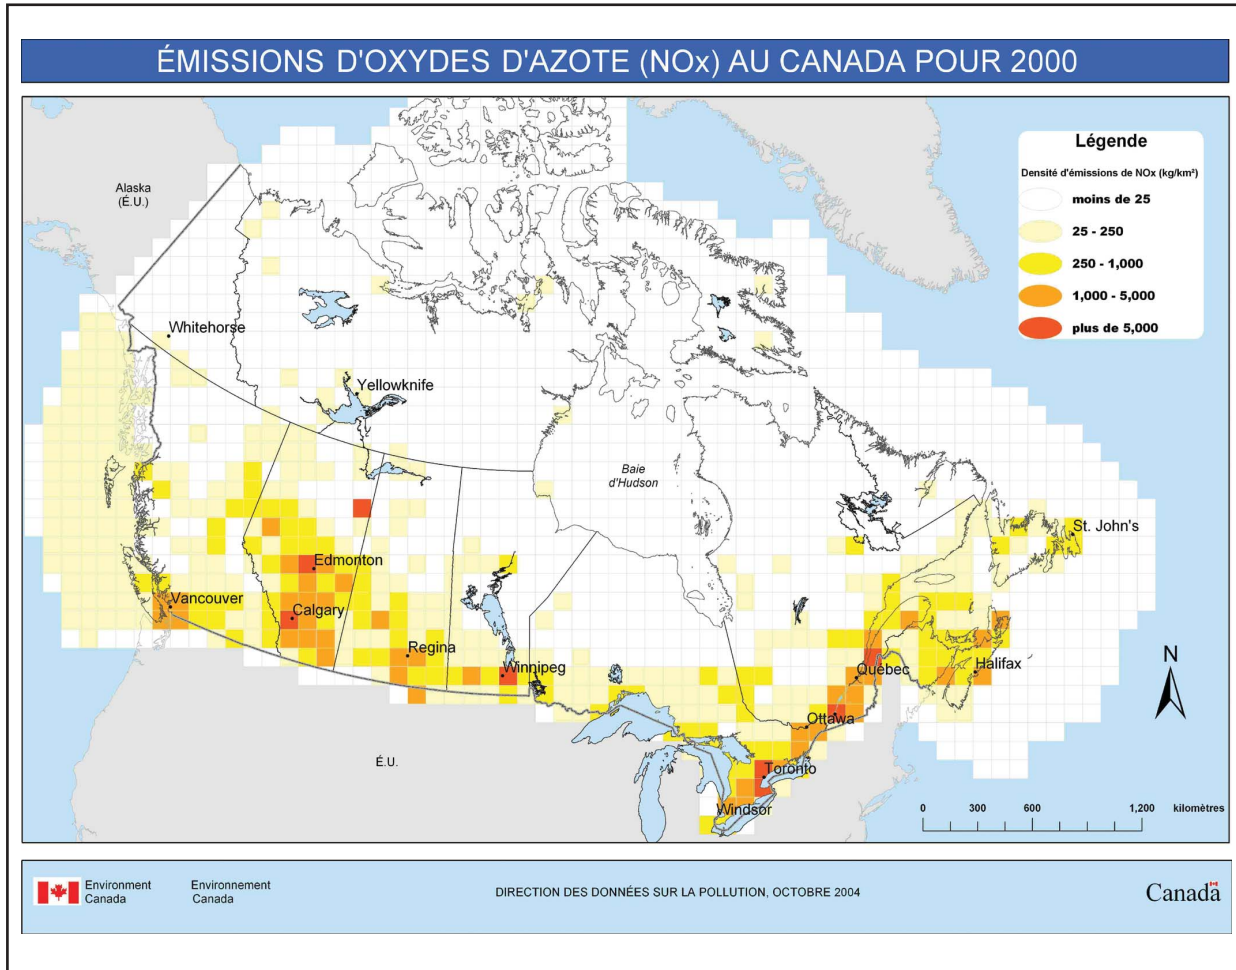 ÉMISSIONS D'OXYDES D'AZOTE (NOx) AU CANADA POUR 2000
Légende
Densité d'émissions de NOx (kg/km²)
moins de 25
25 - 250
250 - 1,000
1,000 - 5,000
plus de 5,000
Alaska
(É.U.)
Whitehorse
Yellowknife
Baie
d'Hudson
St. John's
Edmonton
Vancouver
Calgary
Regina
Winnipeg
Québec
Halifax
Ottawa
Toronto
Windsor
É.U.
N
0 300 600 1,200 kilomètres
Environment
Canada
Environnement
Canada
DIRECTION DES DONNÉES SUR LA POLLUTION, OCTOBRE 2004
Canada